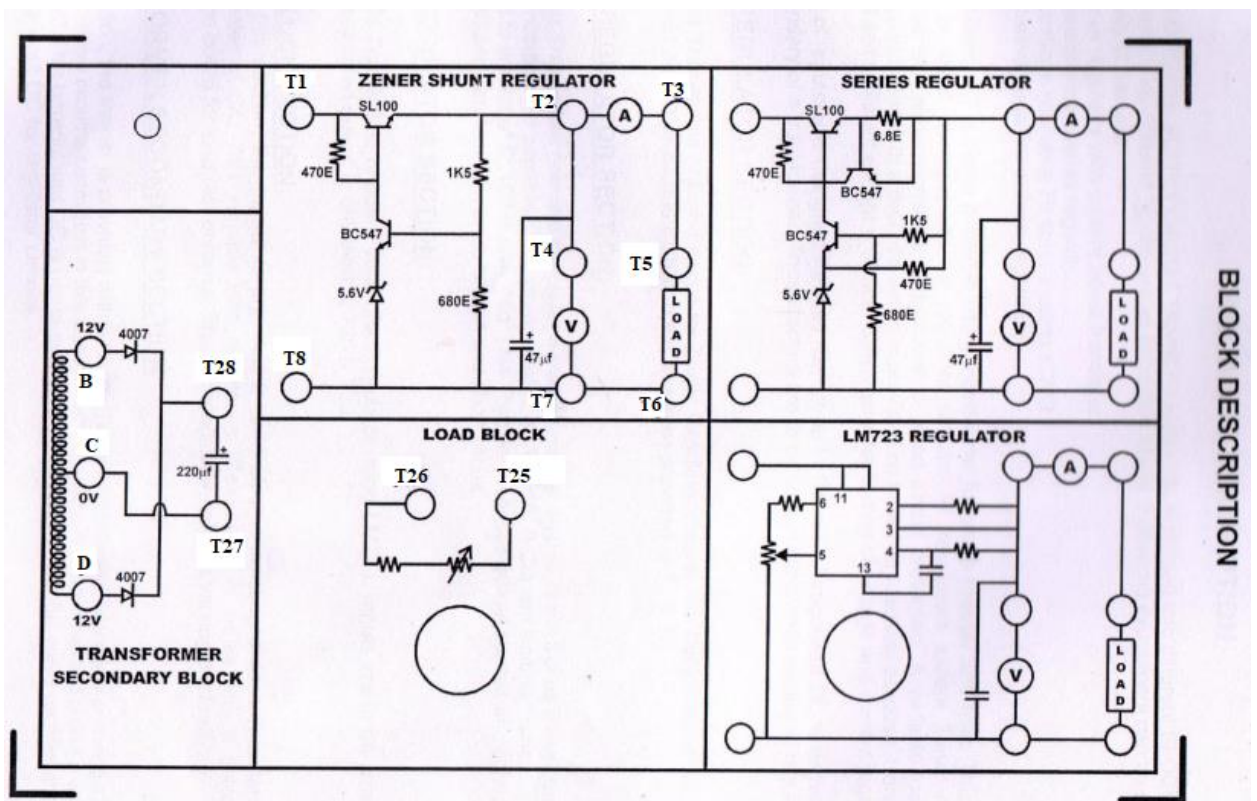 BLOCK DESCRIPTION
ZENER SHUNT REGULATOR
T1
SL100
T2
A
T3
470E
1K5
BC547
T4
T5
5.6V
680E
+
47µf
V
LOAD
T8
T7
T6
SERIES REGULATOR
SL100
6.8E
A
470E
BC547
1K5
BC547
470E
5.6V
680E
+
47µf
V
LOAD
12V
4007
B
T28
C
220µf
+
0V
T27
D
4007
12V
TRANSFORMER
SECONDARY BLOCK
LOAD BLOCK
T26
T25
LM723 REGULATOR
A
11
6
2
3
5
4
13
V
LOAD